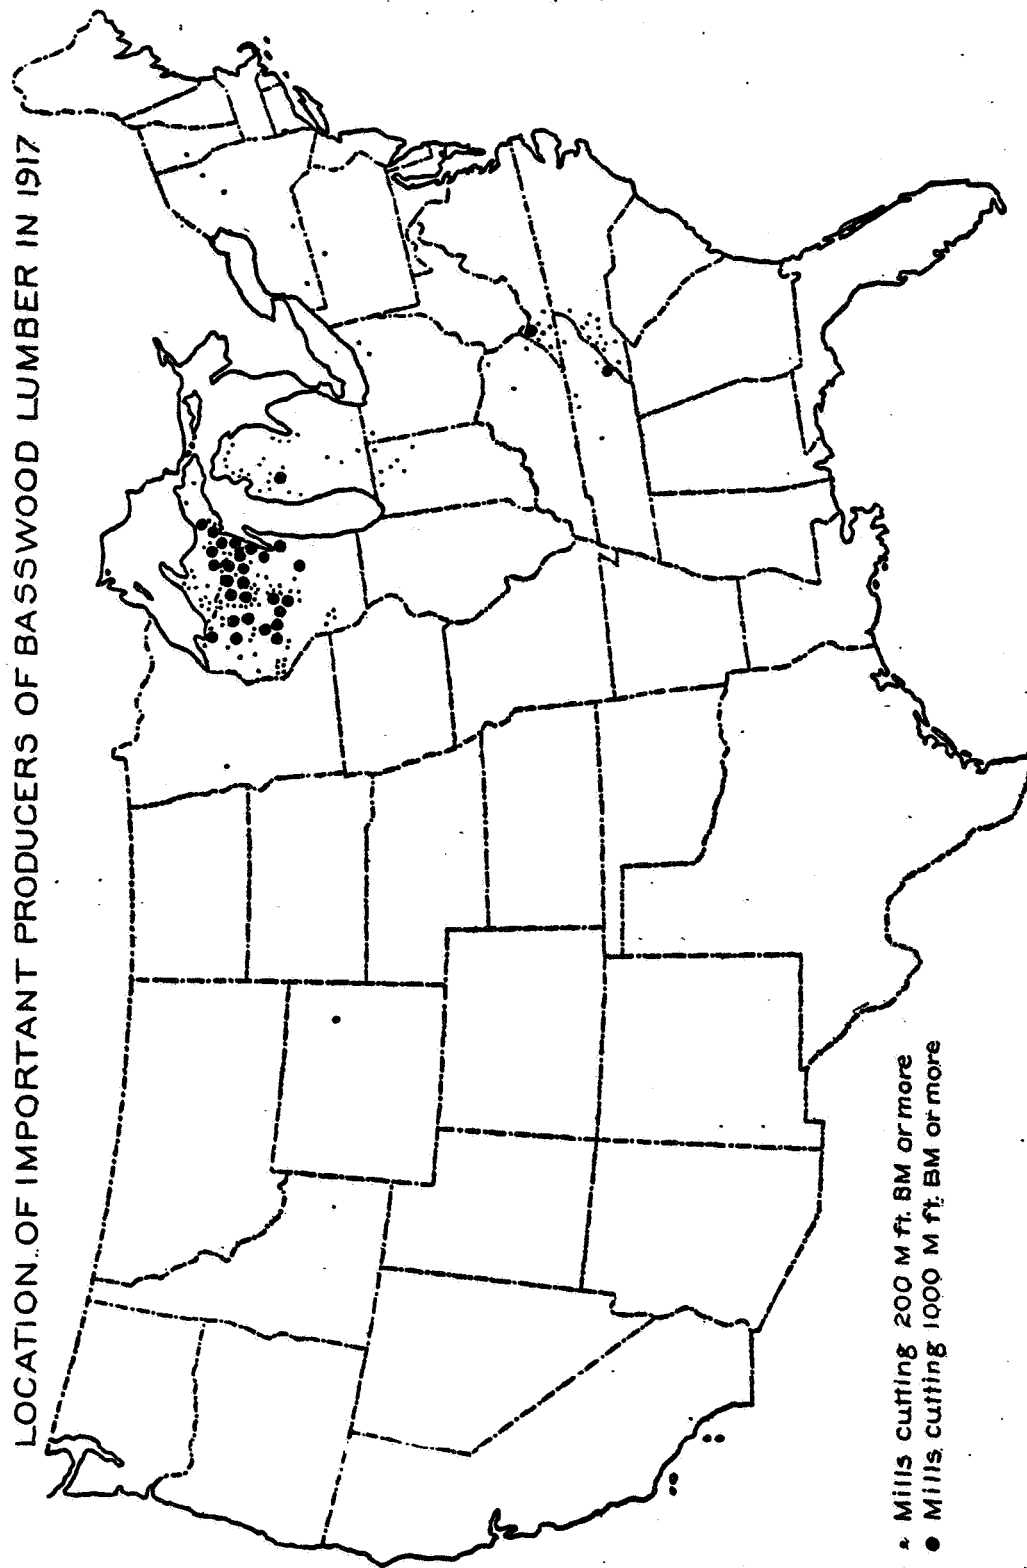 LOCATION OF IMPORTANT PRODUCERS OF BASSWOOD LUMBER IN 1917
Mills cutting 200 M ft. BM or more
Mills cutting 1000 M ft. BM or more